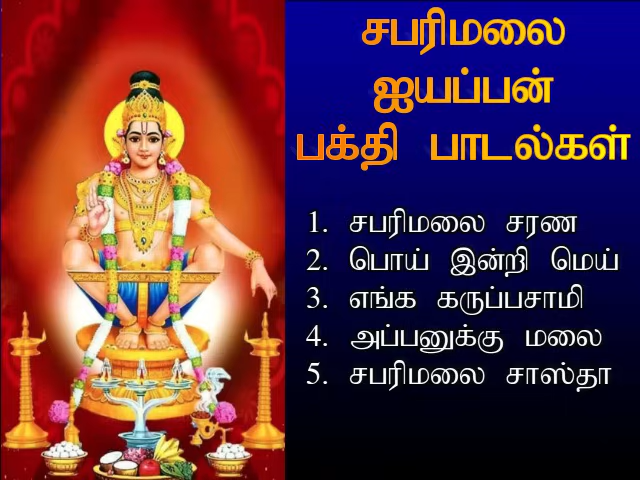 சபரிமலை
ஐயப்பன்
பக்தி பாடல்கள்
1. சபரிமலை சரண
2. பொய் இன்றி மெய்
3. எங்க கருப்பசாமி
4. அப்பனுக்கு மலை
5. சபரிமலை சாஸ்தா